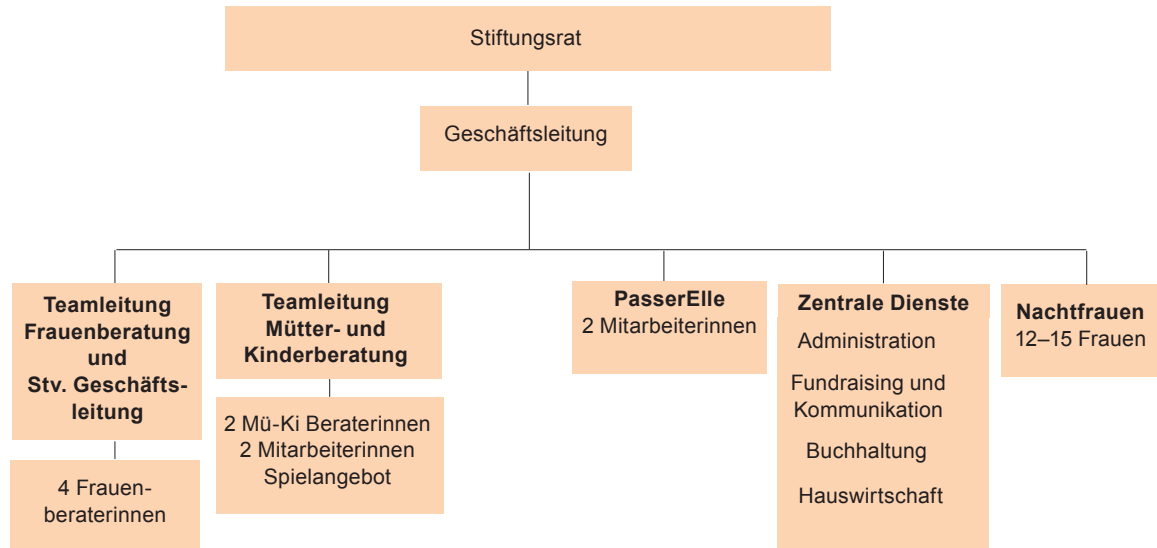 Stiftungsrat
Geschäftsleitung
Teamleitung
Frauenberatung
und
Stv. Geschäfts-
leitung
4 Frauen-
beraterinnen
Teamleitung
Mütter- und
Kinderberatung
2 Mü-Ki Beraterinnen
2 Mitarbeiterinnen
Spielangebot
PasserElle
2 Mitarbeiterinnen
Zentrale Dienste
Administration
Fundraising und
Kommunikation
Buchhaltung
Hauswirtschaft
Nachtfrauen
12–15 Frauen